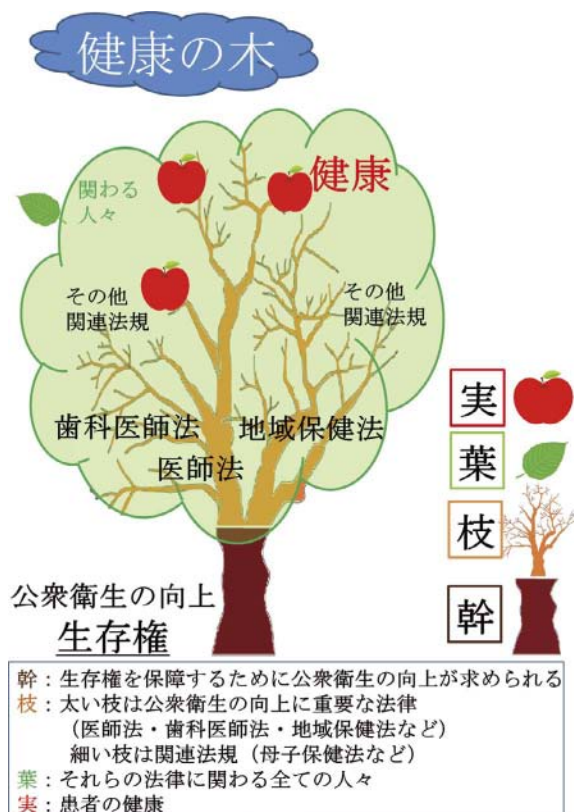 健康の木
健康
関わる
人々
その他
関連法規
その他
関連法規
歯科医師法
地域保健法
医師法
実
葉
枝
幹
公衆衛生の向上
生存権
幹：生存権を保障するために公衆衛生の向上が求められる
枝：太い枝は公衆衛生の向上に重要な法律
（医師法・歯科医師法・地域保健法など）
細い枝は関連法規（母子保健法など）
葉：それらの法律に関わる全ての人々
実：患者の健康